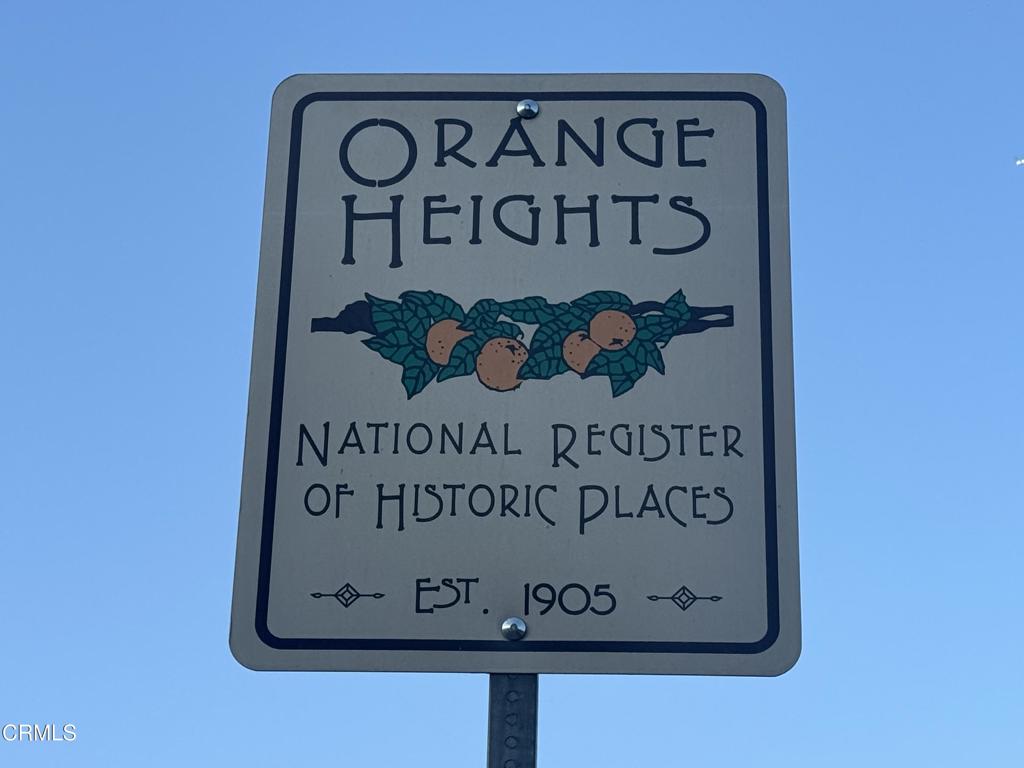 ORANGE
HEIGHTS
NATIONAL REGISTER
OF HISTORIC PLACES
EST. 1905
CRMLS